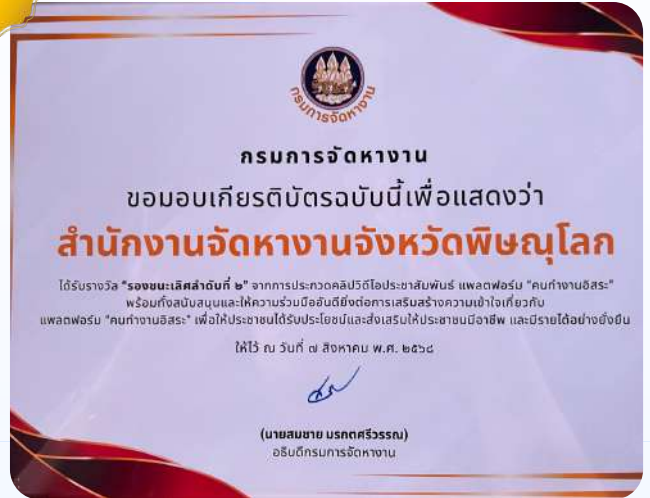 กรมการจัดหางาน
กรมการจัดหางาน
ขอมอบเกียรติบัตรฉบับนี้เพื่อแสดงว่า
สำนักงานจัดหางานจังหวัดพิษณุโลก
ได้รับรางวัล "รองชนะเลิศลำดับที่ ๒" จากการประกวดคลิปวิดีโอประชาสัมพันธ์ แพลตฟอร์ม "คนทำงานอิสระ"
พร้อมทั้งสนับสนุนและให้ความร่วมมืออันดียิ่งต่อการเสริมสร้างความเข้าใจเกี่ยวกับ
แพลตฟอร์ม "คนทำงานอิสระ" เพื่อให้ประชาชนได้รับประโยชน์และส่งเสริมให้ประชาชนมีอาชีพ และมีรายได้อย่างยั่งยืน
ให้ไว้ ณ วันที่ ๗ สิงหาคม พ.ศ. ๒๕๖๘
(นายสมชาย มรกตศรีวรรณ)
อธิบดีกรมการจัดหางาน